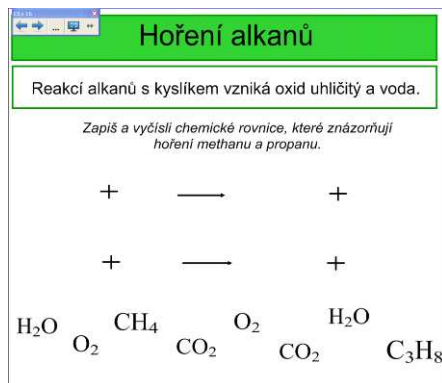 Hoření alkanů
Reakcí alkanů s kyslíkem vzniká oxid uhličitý a voda.
Zapiš a vyčísli chemické rovnice, které znázorňují
hoření methanu a propanu.
+ → +
+ → +
H₂O O₂ CH₄ CO₂ O₂ CO₂ H₂O C₃H₈